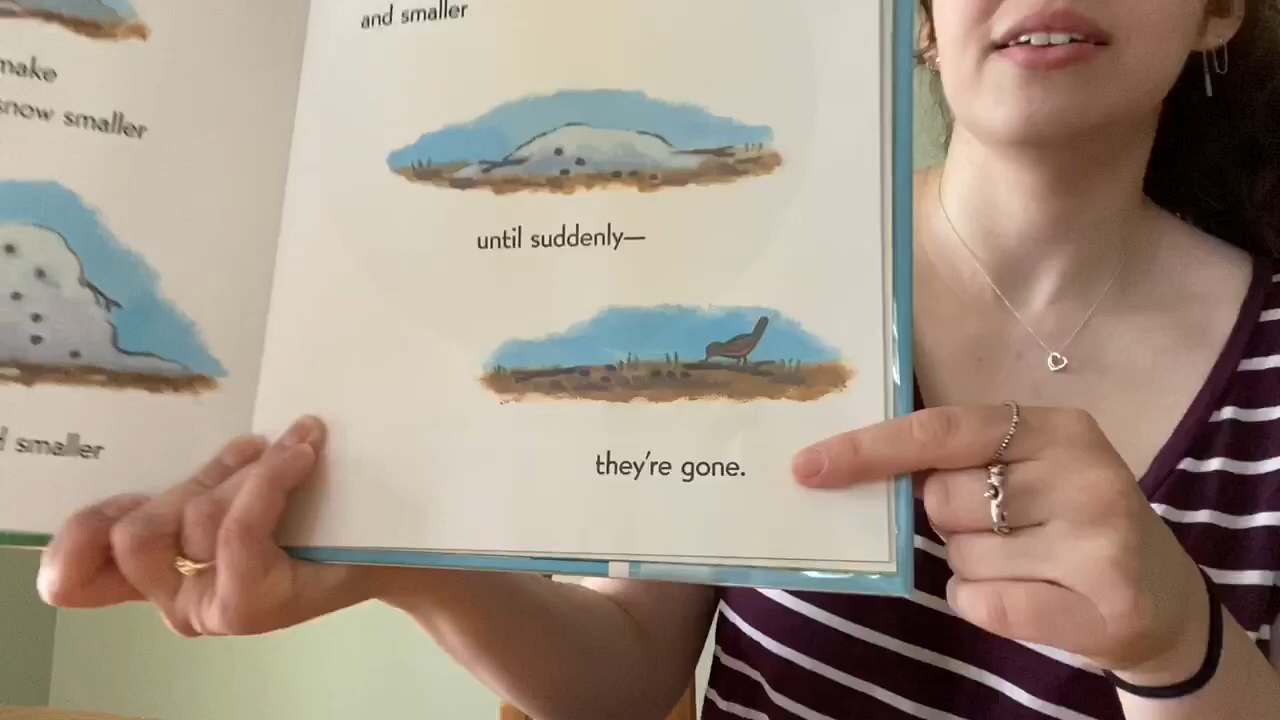 make
snow smaller
smaller
and smaller
until suddenly—
they're gone.